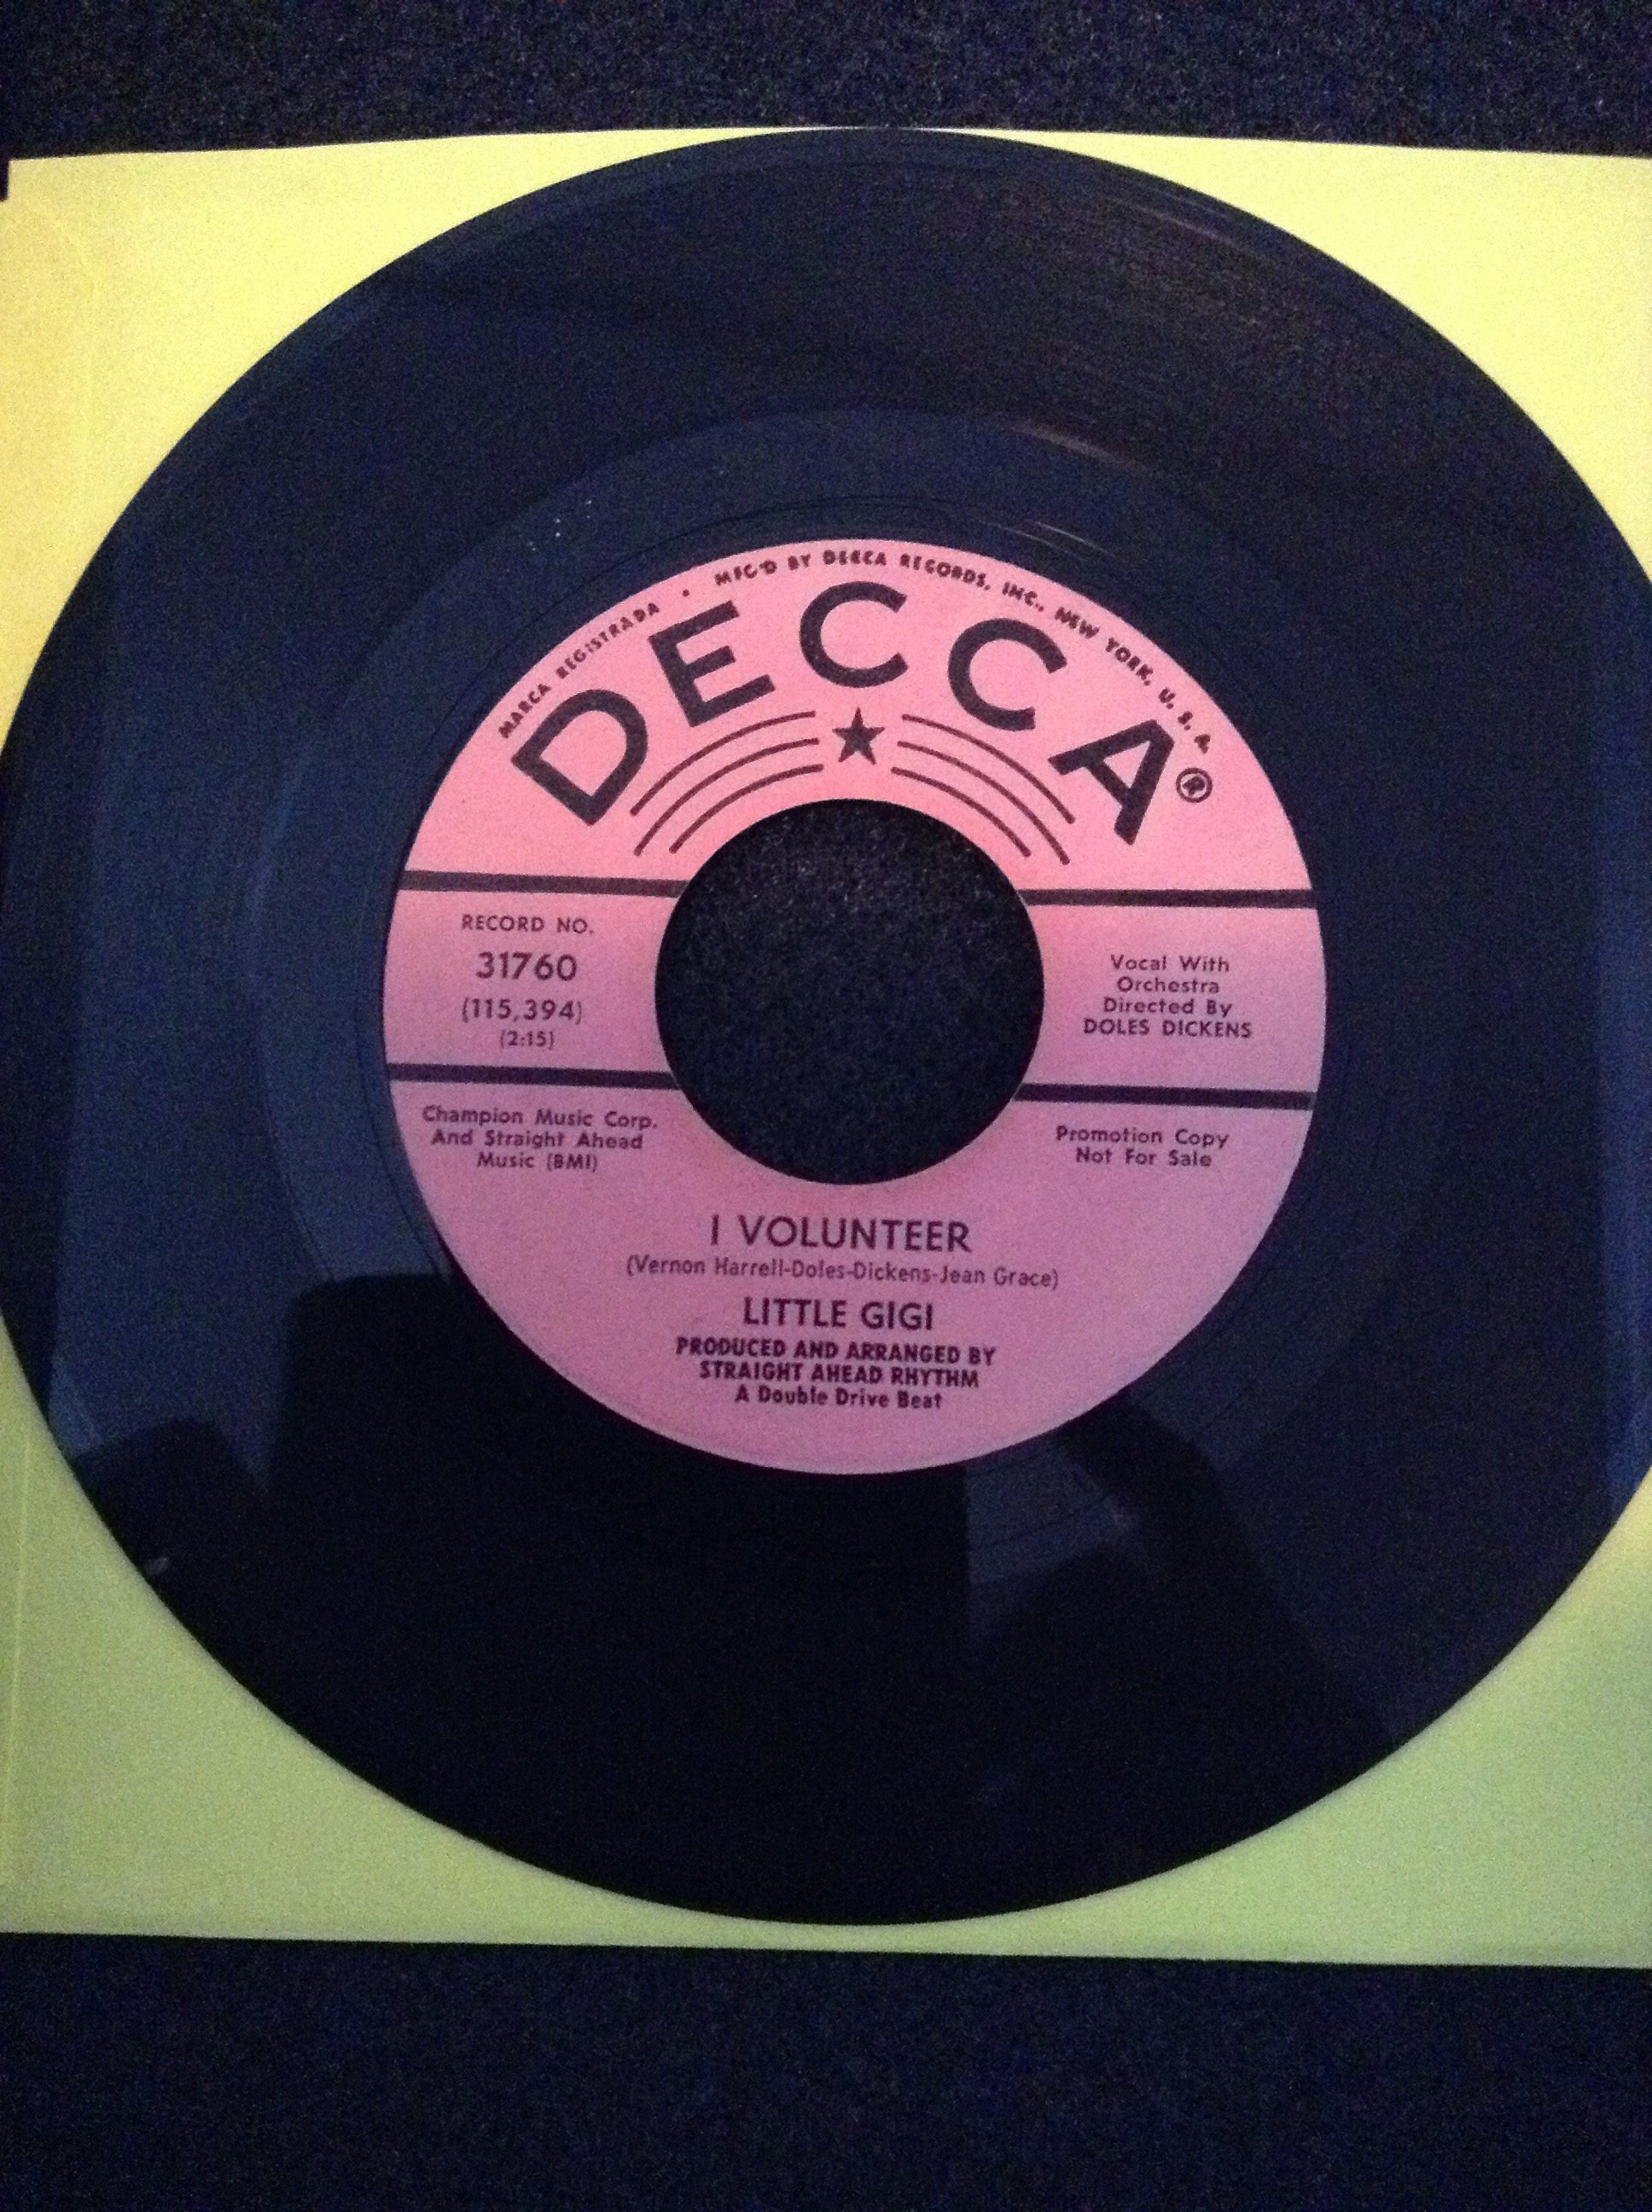 MARCA REGISTRADA • MFG'D BY DECCA RECORDS, INC., NEW YORK, U. S. A.
DECCA®
RECORD NO.
31760
(115,394)
(2:15)
Vocal With
Orchestra
Directed By
DOLES DICKENS
Champion Music Corp.
And Straight Ahead
Music (BMI)
Promotion Copy
Not For Sale
I VOLUNTEER
(Vernon Harrell-Doles-Dickens-Jean Grace)
LITTLE GIGI
PRODUCED AND ARRANGED BY
STRAIGHT AHEAD RHYTHM
A Double Drive Beat